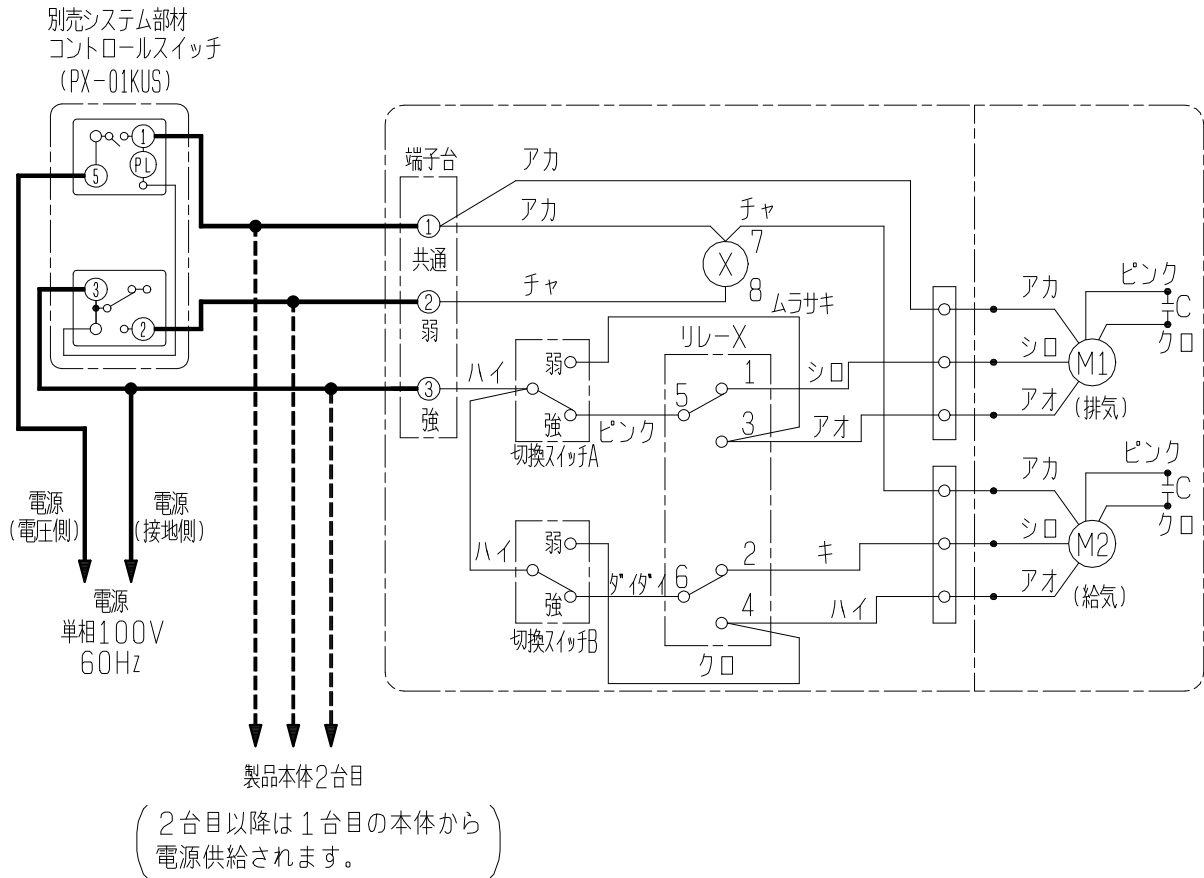 別売システム部材
コントロールスイッチ
(PX-01KUS)
1
PL
5
3
2
端子台
1
共通
2
弱
3
強
アカ
アカ
チャ
7
X
8
チャ
ムラサキ
リレーX
ハイ
弱
強
切換スイッチA
ピンク
5
1
3
シロ
アオ
ハイ
弱
強
切換スイッチB
ダイダイ
6
2
4
キ
ハイ
クロ
アカ
シロ
アオ
M1
(排気)
ピンク
C
クロ
アカ
シロ
アオ
M2
(給気)
ピンク
C
クロ
電源
(電圧側)
電源
(接地側)
電源
単相100V
60Hz
製品本体2台目
(2台目以降は1台目の本体から
電源供給されます。)